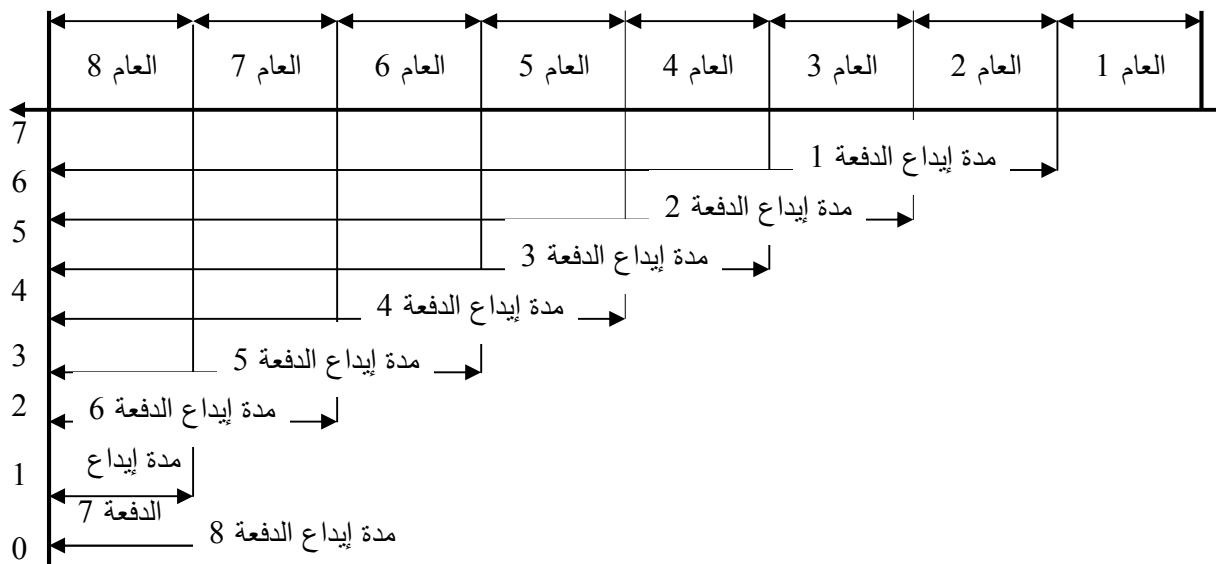 العام 1 العام 2 العام 3 العام 4 العام 5 العام 6 العام 7 العام 8
7
مدة إيداع الدفعة 1
6
مدة إيداع الدفعة 2
5
مدة إيداع الدفعة 3
4
مدة إيداع الدفعة 4
3
مدة إيداع الدفعة 5
2
مدة إيداع الدفعة 6
مدة إيداع
1
الدفعة 7
مدة إيداع الدفعة 8
0